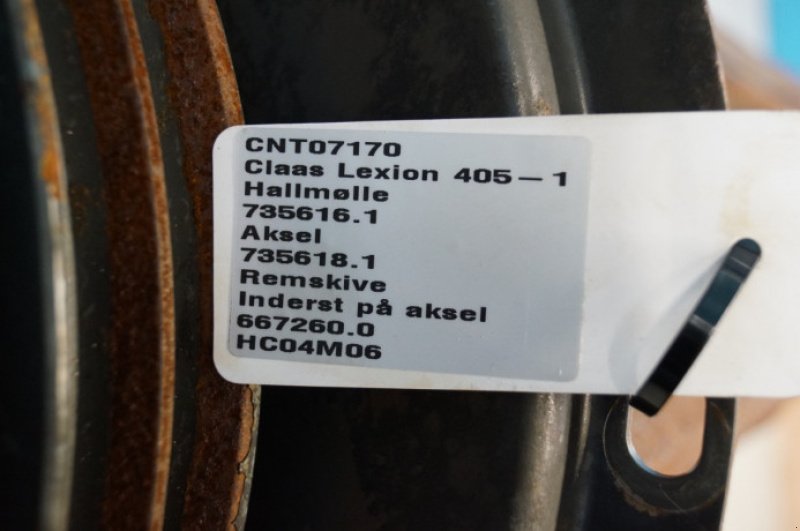 CNT07170
Claas Lexion 405 – 1
Hallmølle
735616.1
Aksel
735618.1
Remskive
Inderst på aksel
667260.0
HC04M06